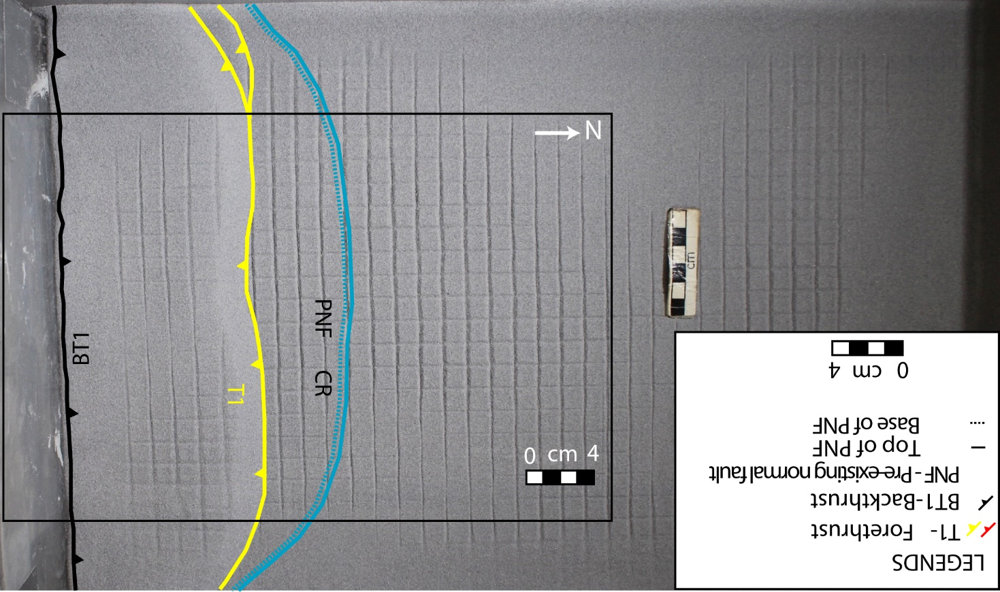 N
cm
PNF CR
BT1
T1
0 cm 4
LEGENDS
T1- Forethrust
BT1-Backthrust
PNF-Pre-existing normal fault
Top of PNF
Base of PNF
0 cm 4